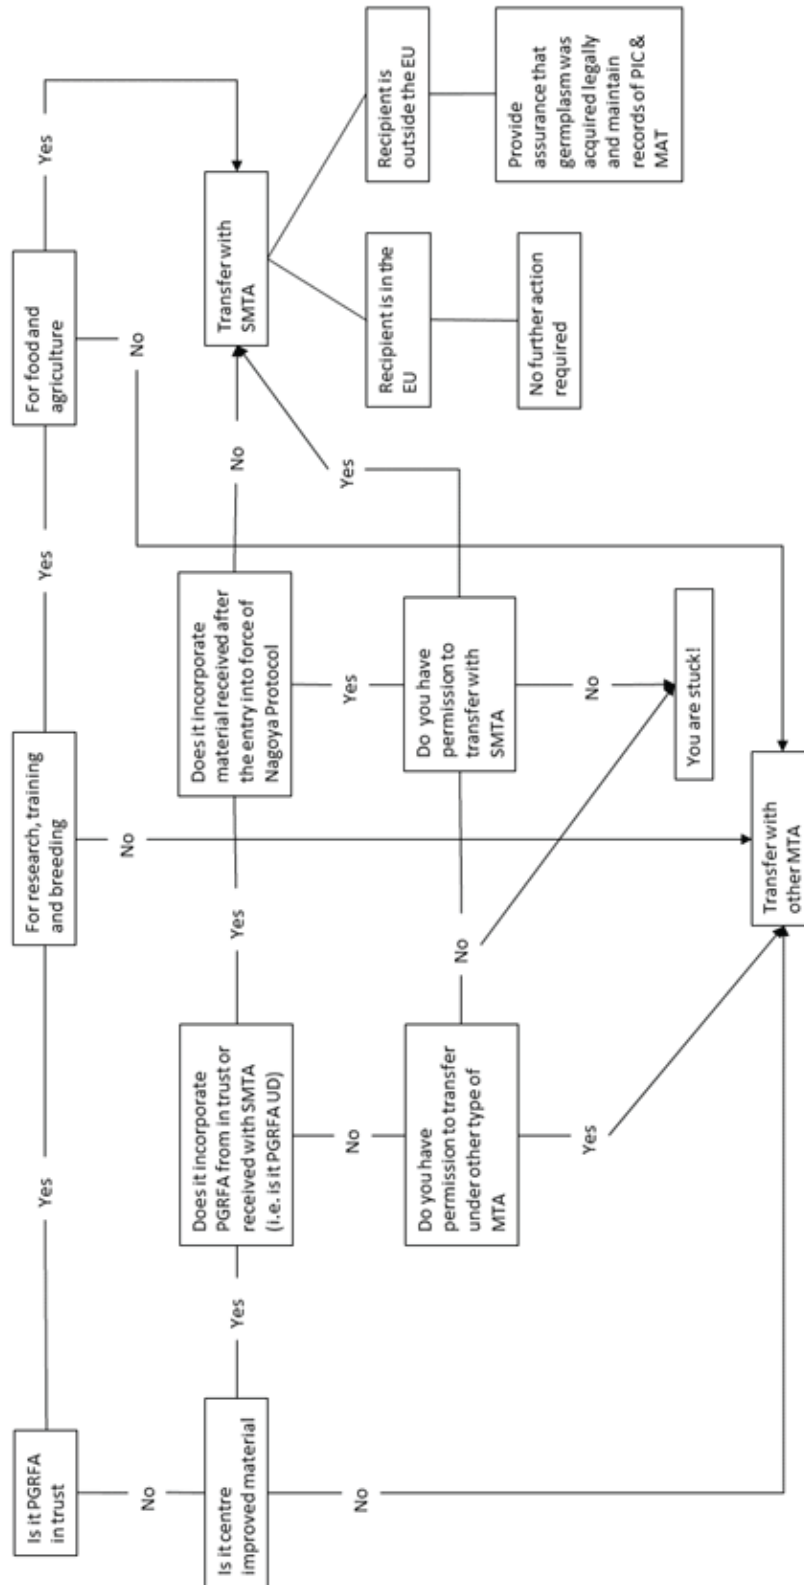 Is it PGRFA
in trust
Yes
For research, training
and breeding
Yes
For food and
agriculture
Yes
No
No
No
Is it centre
improved material
Yes
Does it incorporate
PGRFA from in trust or
received with SMTA
(i.e. is it PGRFA UD)
Yes
Does it incorporate
material received after
the entry into force of
Nagoya Protocol
No
Transfer with
SMTA
No
No
Yes
Yes
Do you have
permission to transfer
under other type of
MTA
No
Do you have
permission to
transfer with
SMTA
Recipient is in the
EU
Recipient is
outside the EU
Yes
No
No further action
required
Provide
assurance that
germplasm was
acquired legally
and maintain
records of PIC &
MAT
You are stuck!
Transfer with
other MTA